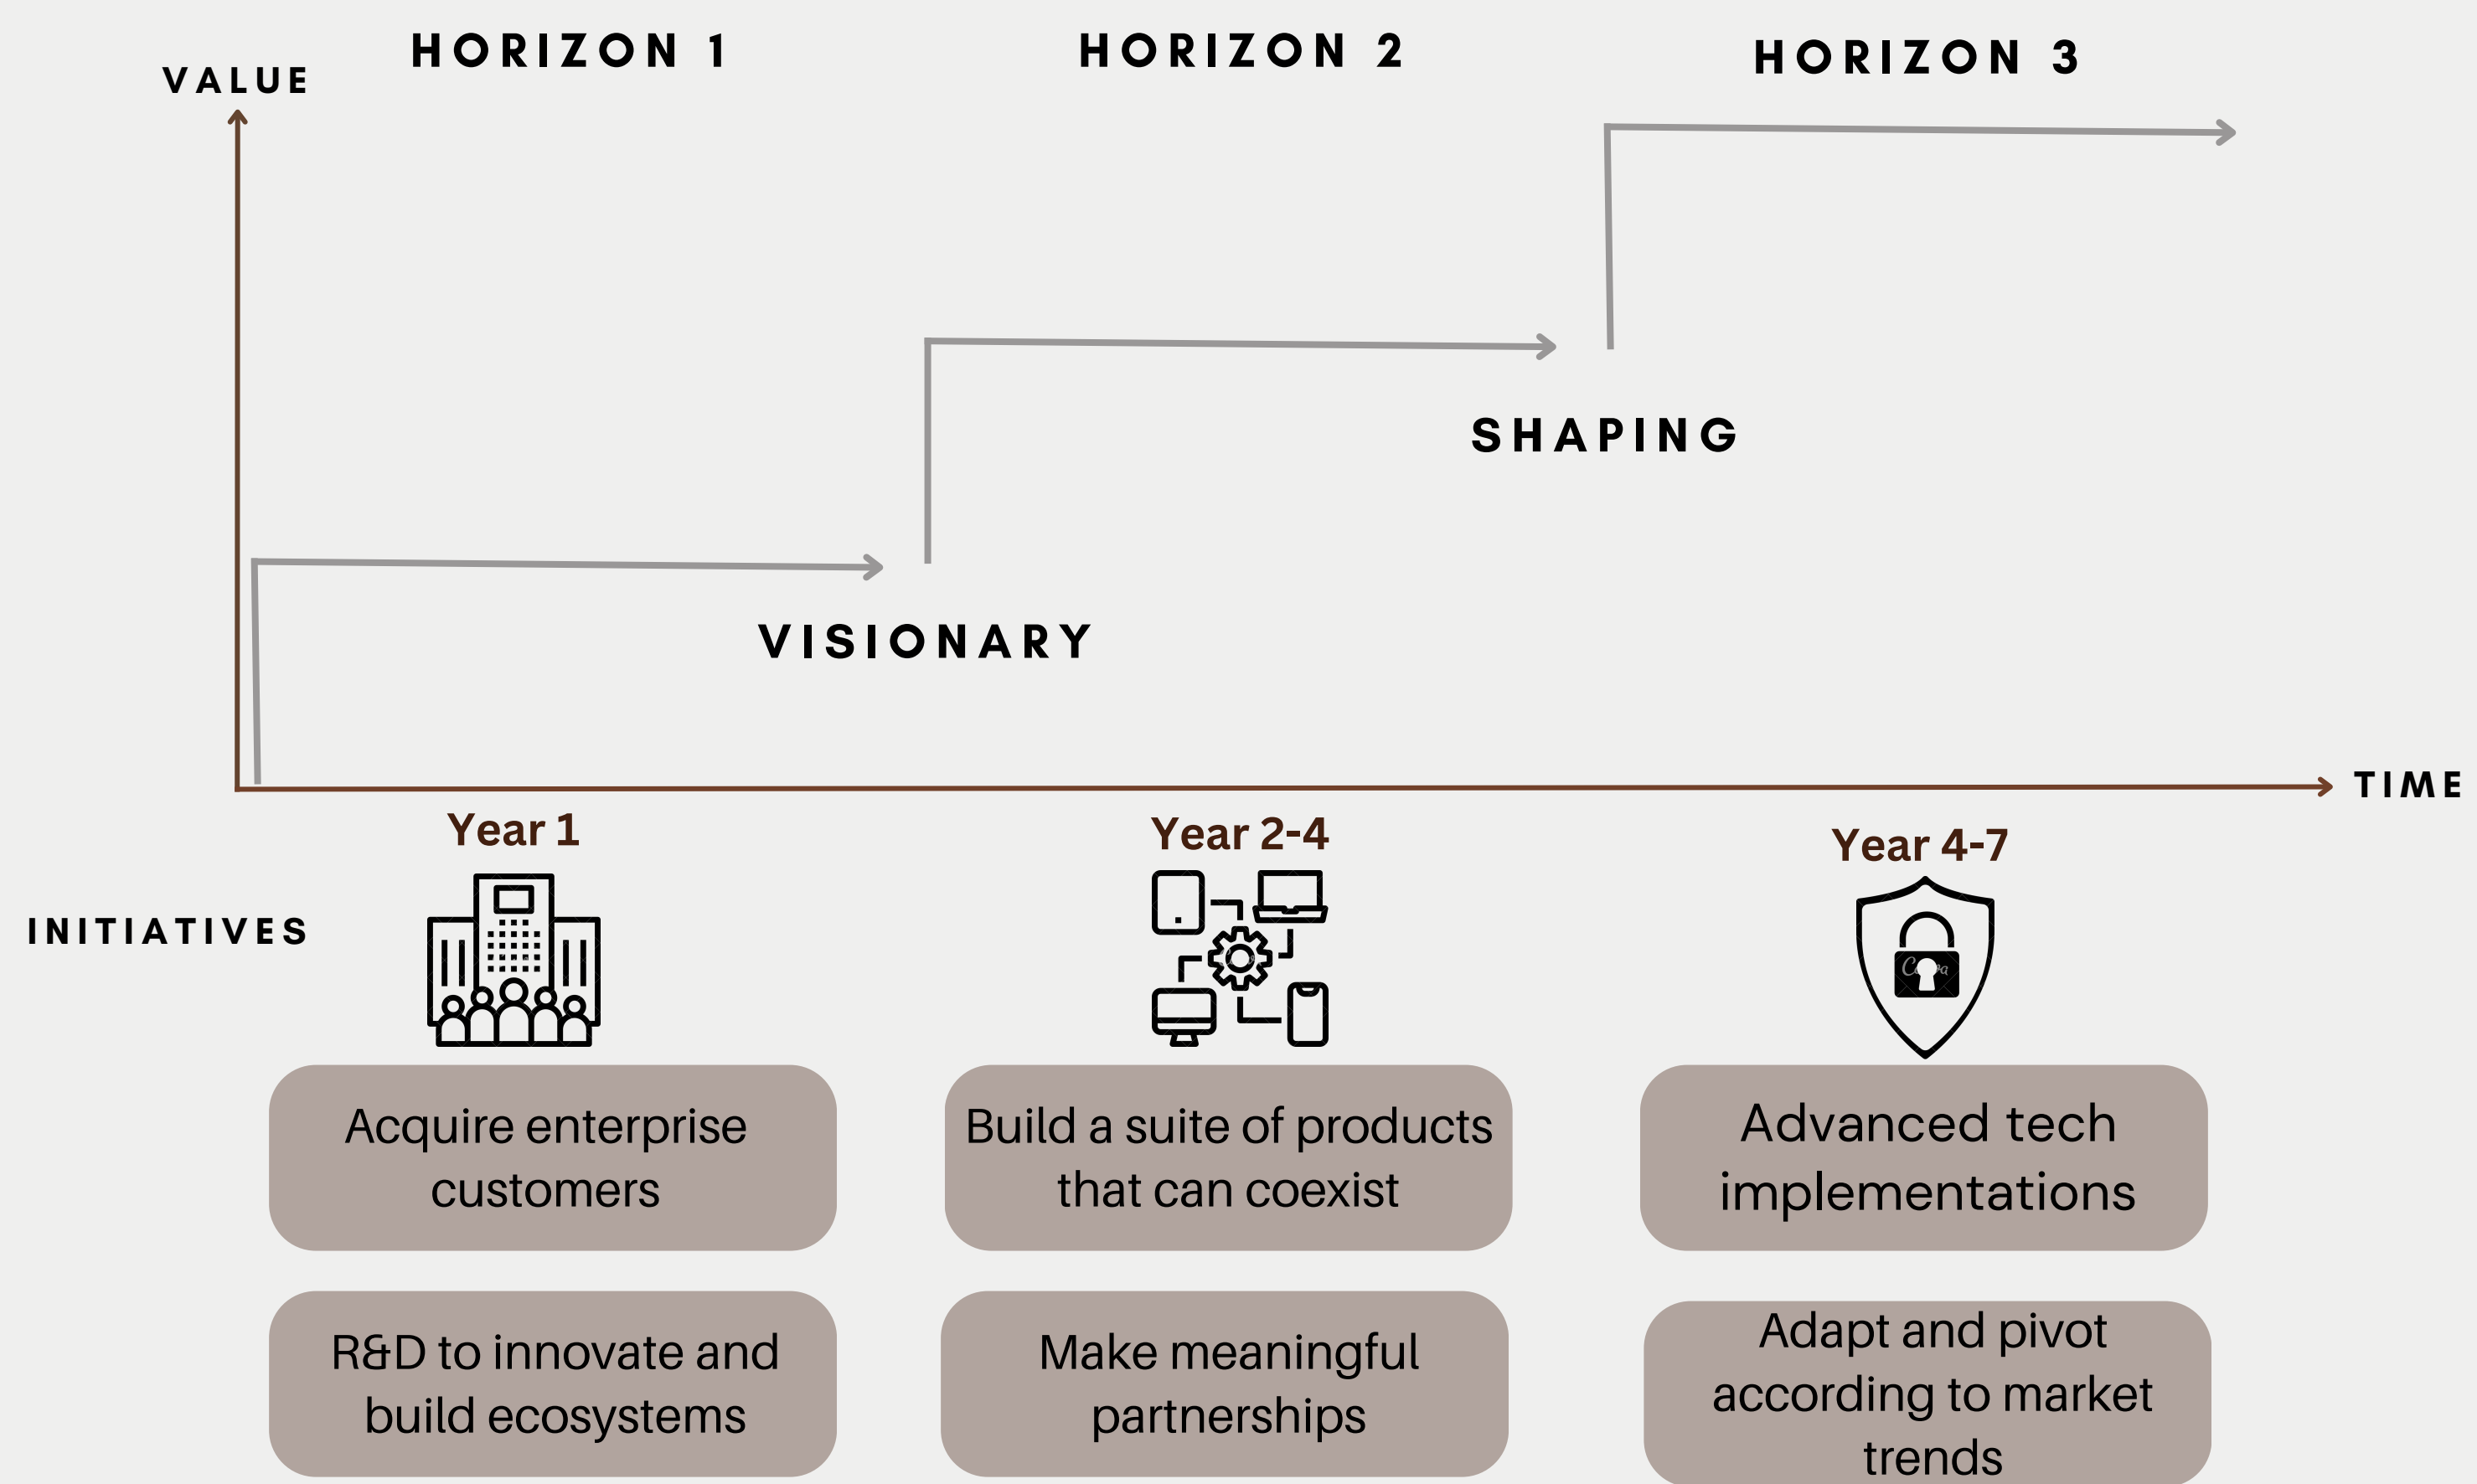 HORIZON 1
HORIZON 2
HORIZON 3
VALUE
SHAPING
VISIONARY
TIME
Year 1
Year 2-4
Year 4-7
INITIATIVES
Canva
Acquire enterprise
customers
Build a suite of products
that can coexist
Advanced tech
implementations
R&D to innovate and
build ecosystems
Make meaningful
partnerships
Adapt and pivot
according to market
trends